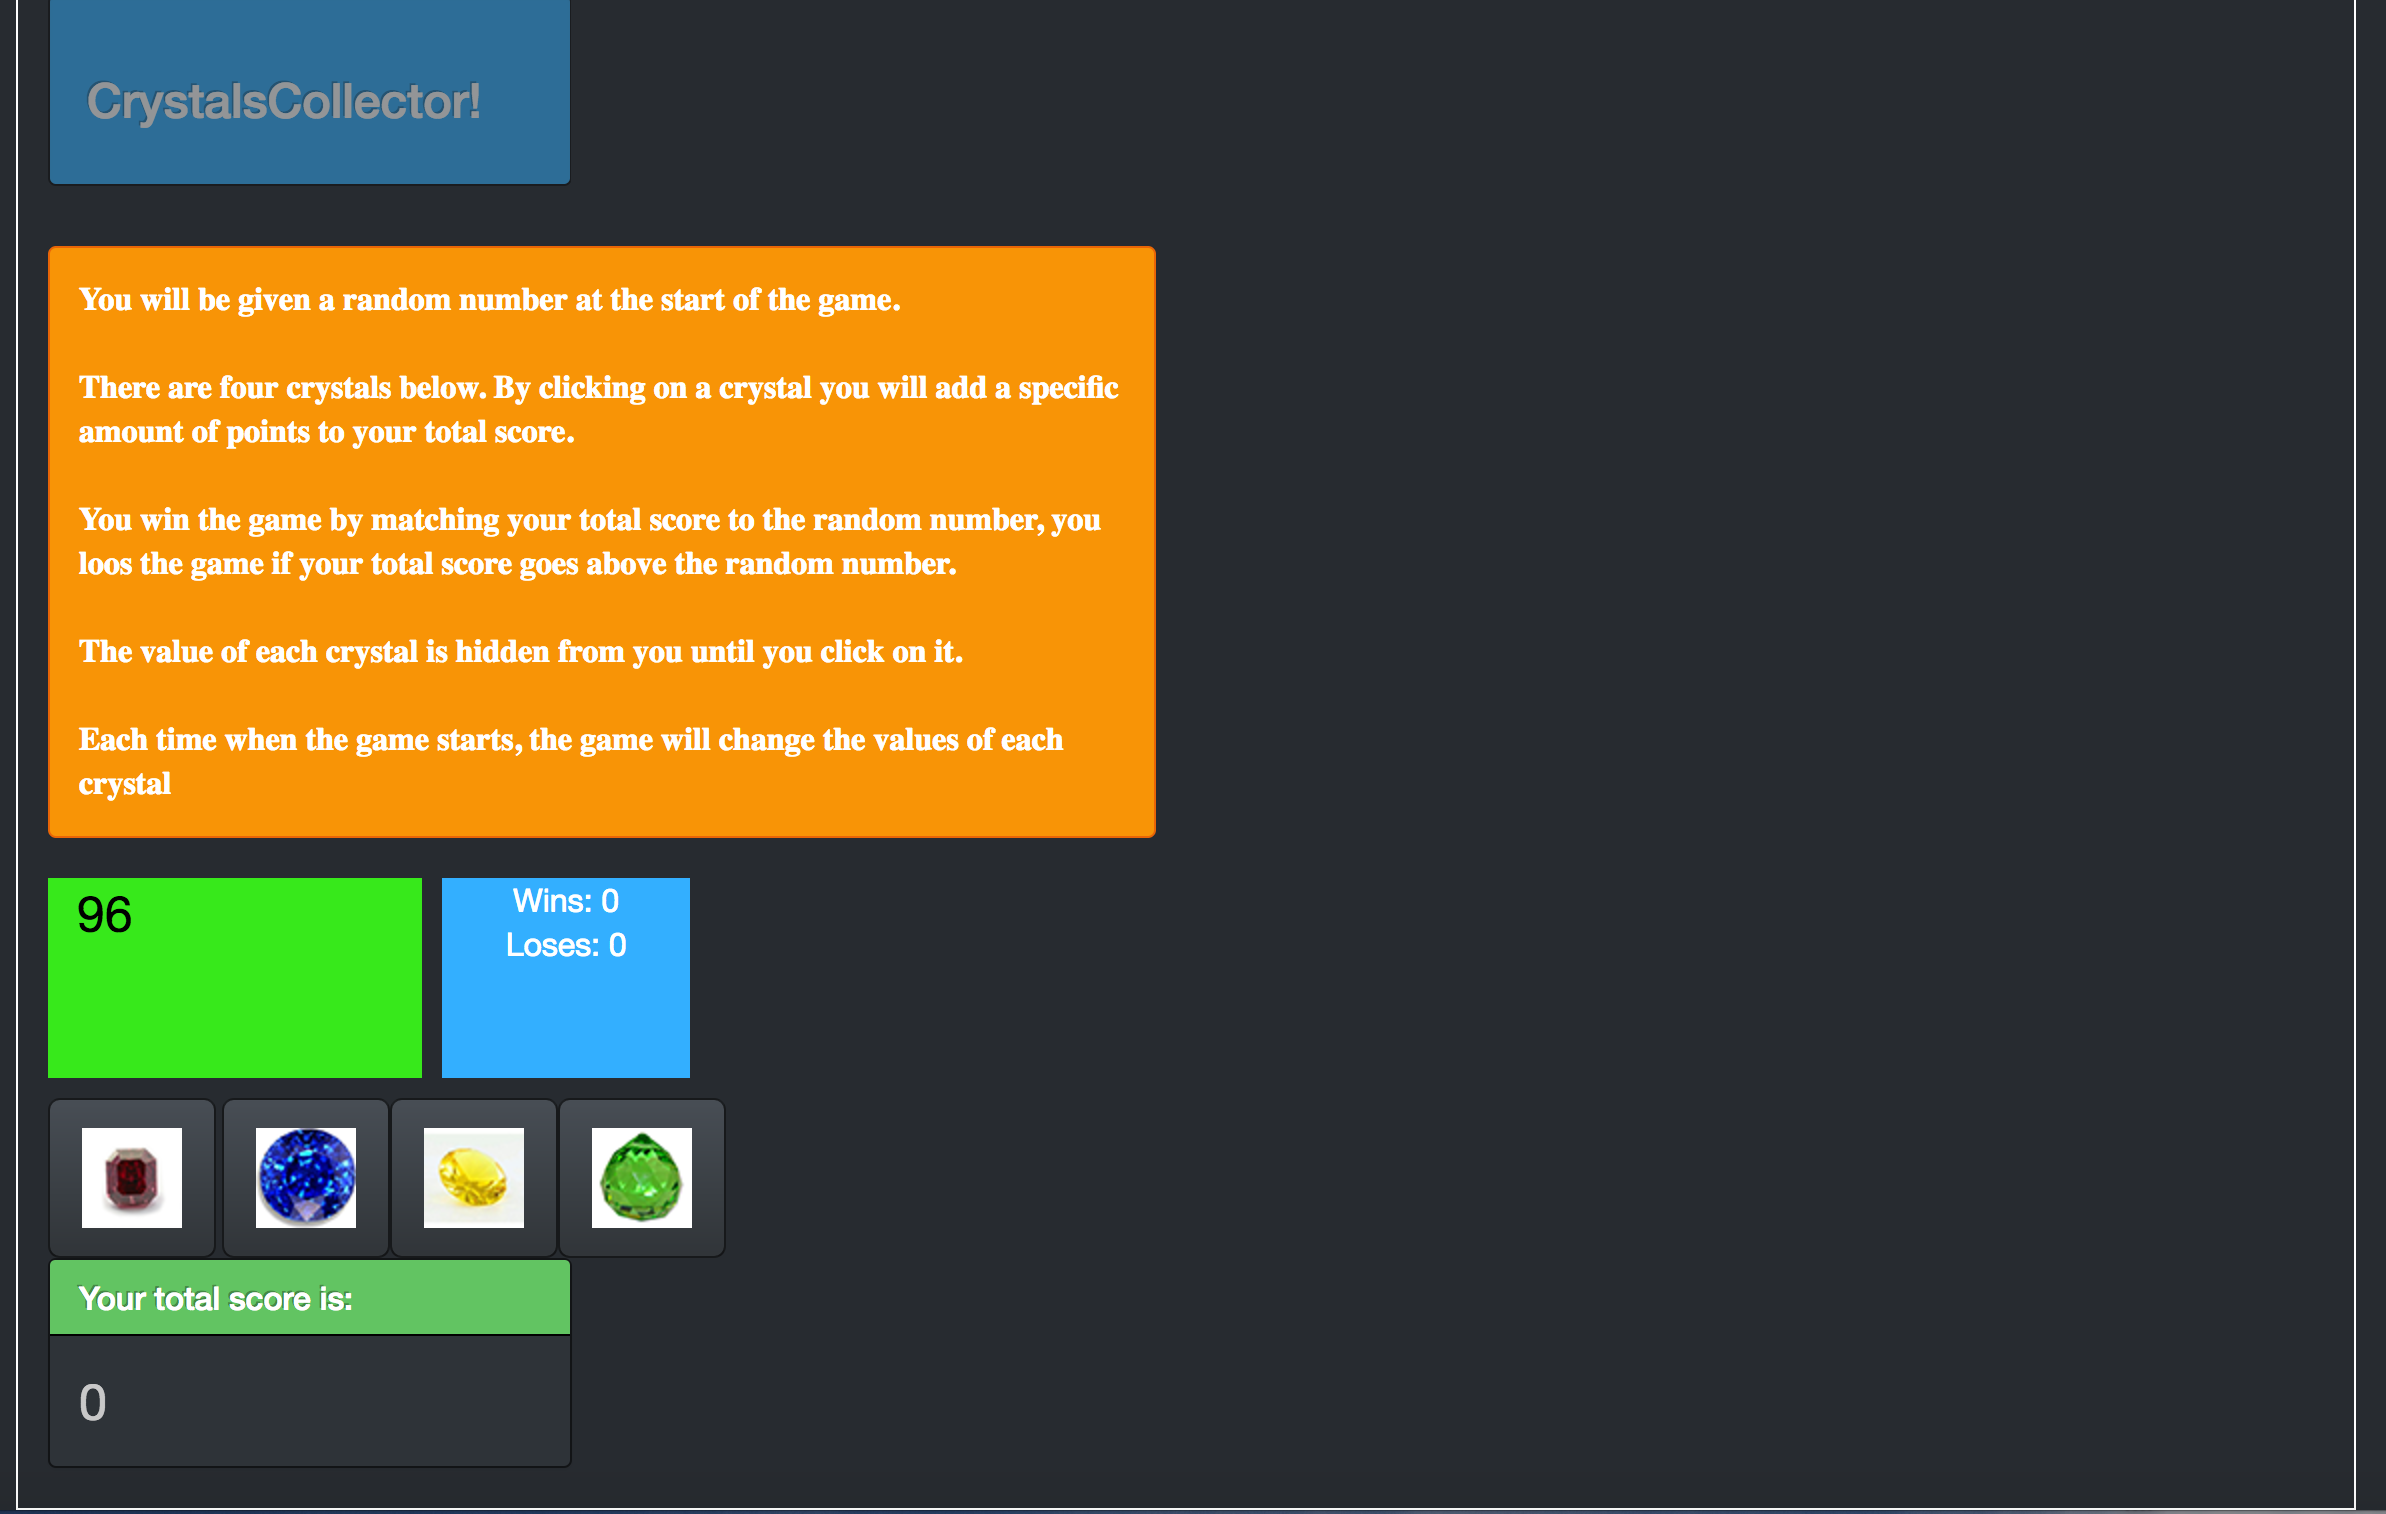 CrystalsCollector!
You will be given a random number at the start of the game.
There are four crystals below. By clicking on a crystal you will add a specific
amount of points to your total score.
You win the game by matching your total score to the random number, you
loos the game if your total score goes above the random number.
The value of each crystal is hidden from you until you click on it.
Each time when the game starts, the game will change the values of each
crystal
96
Wins: 0
Loses: 0
Your total score is:
0